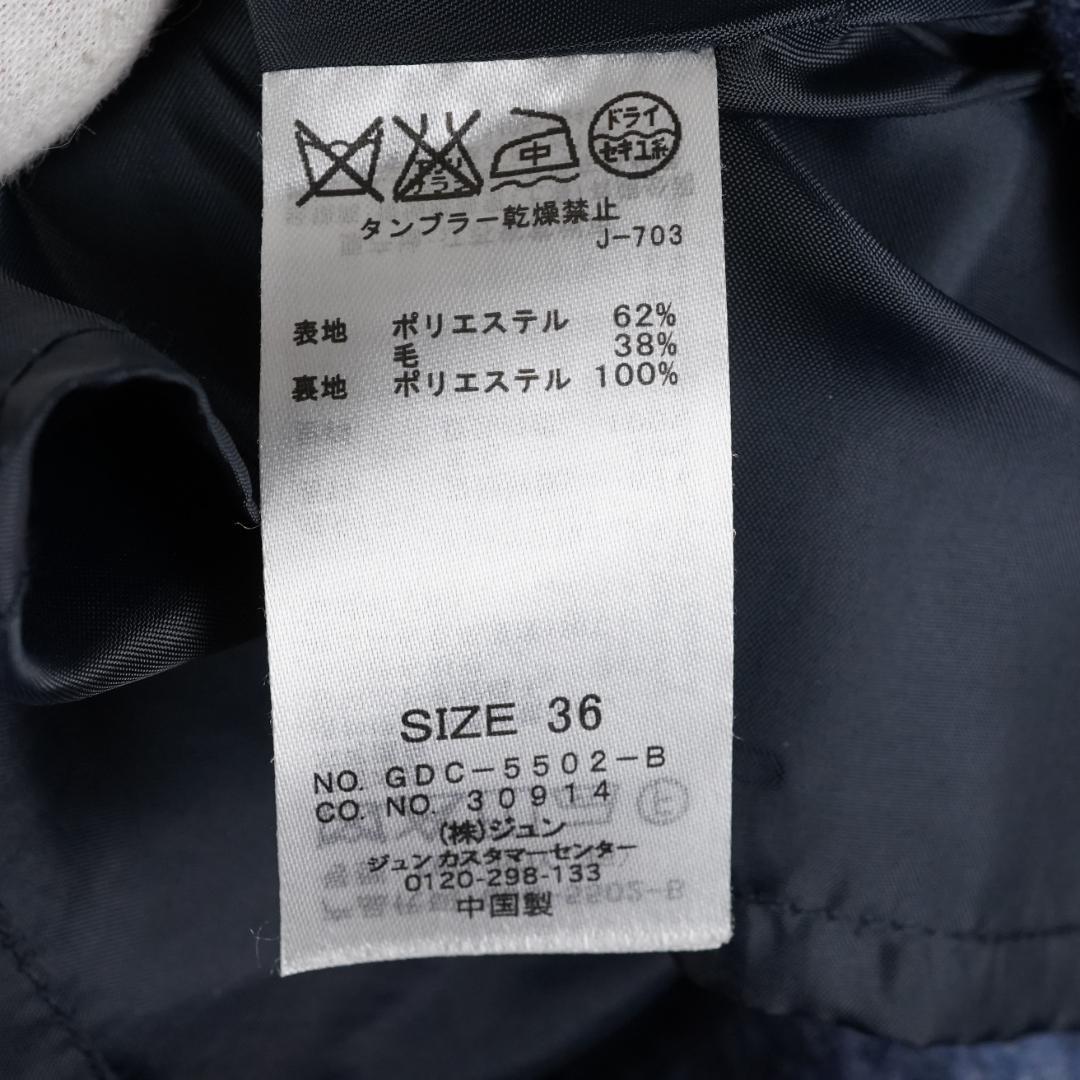 中
ドライ
セキユ系
タンブラー乾燥禁止
J-703
表地 ポリエステル 62%
毛 38%
裏地 ポリエステル 100%
SIZE 36
NO. GDC-5502-B
CO. NO. 30914
(株)ジュン
ジュンカスタマーセンター
0120-298-133
中国製